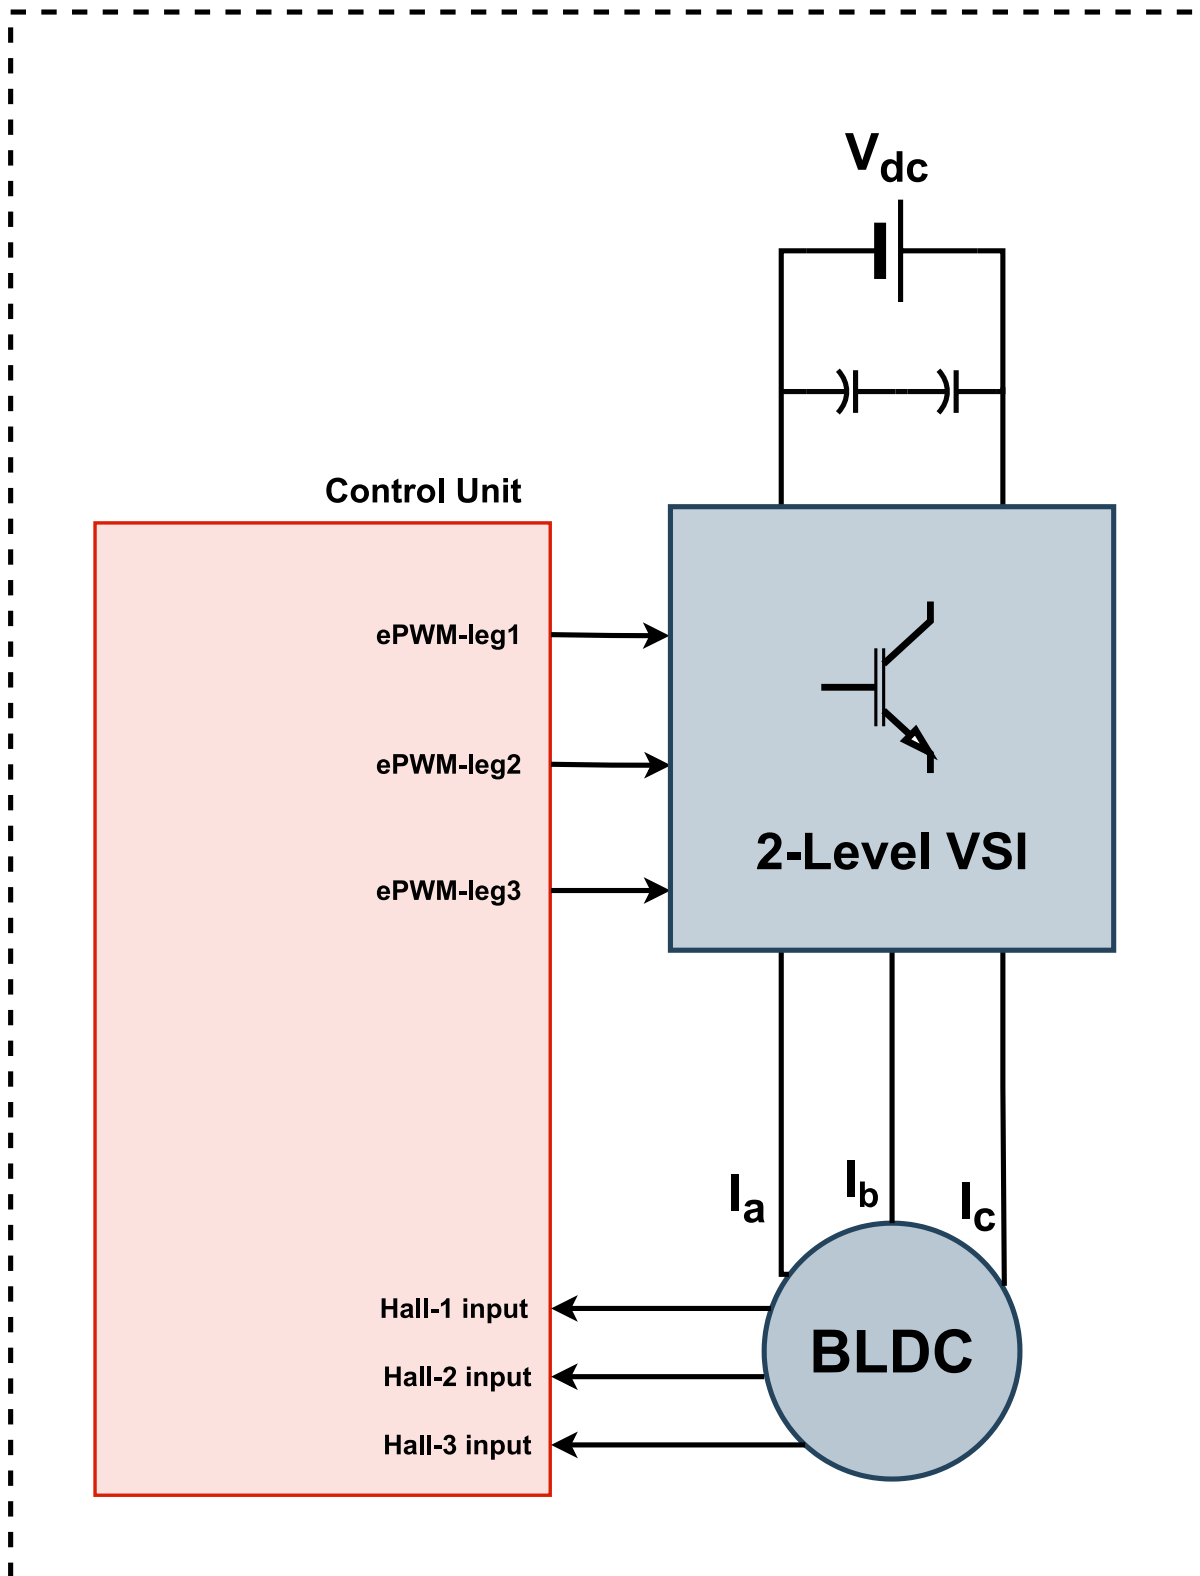 Vdc
Control Unit
ePWM-leg1
ePWM-leg2
2-Level VSI
ePWM-leg3
Ia
Ib
Ic
Hall-1 input
BLDC
Hall-2 input
Hall-3 input